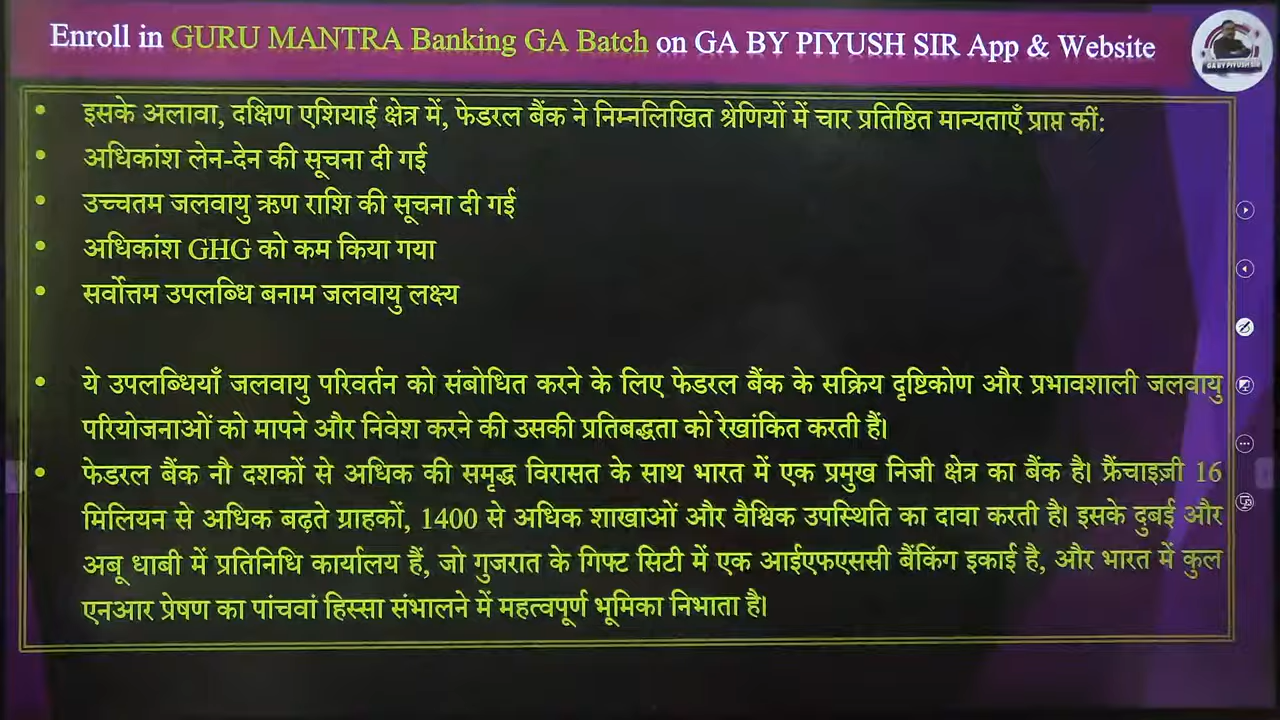 Enroll in GURU MANTRA Banking GA Batch on GA BY PIYUSH SIR App & Website
GA BY PIYUSH SIR
• इसके अलावा, दक्षिण एशियाई क्षेत्र में, फेडरल बैंक ने निम्नलिखित श्रेणियों में चार प्रतिष्ठित मान्यताएँ प्राप्त कीं:
• अधिकांश लेन-देन की सूचना दी गई
• उच्चतम जलवायु ऋण राशि की सूचना दी गई
• अधिकांश GHG को कम किया गया
• सर्वोत्तम उपलब्धि बनाम जलवायु लक्ष्य
• ये उपलब्धियाँ जलवायु परिवर्तन को संबोधित करने के लिए फेडरल बैंक के सक्रिय दृष्टिकोण और प्रभावशाली जलवायु
परियोजनाओं को मापने और निवेश करने की उसकी प्रतिबद्धता को रेखांकित करती हैं।
• फेडरल बैंक नौ दशकों से अधिक की समृद्ध विरासत के साथ भारत में एक प्रमुख निजी क्षेत्र का बैंक है। फ्रैंचाइज़ी 16
मिलियन से अधिक बढ़ते ग्राहकों, 1400 से अधिक शाखाओं और वैश्विक उपस्थिति का दावा करती है। इसके दुबई और
अबू धाबी में प्रतिनिधि कार्यालय हैं, जो गुजरात के गिफ्ट सिटी में एक आईएफएससी बैंकिंग इकाई है, और भारत में कुल
एनआर प्रेषण का पांचवां हिस्सा संभालने में महत्वपूर्ण भूमिका निभाता है।